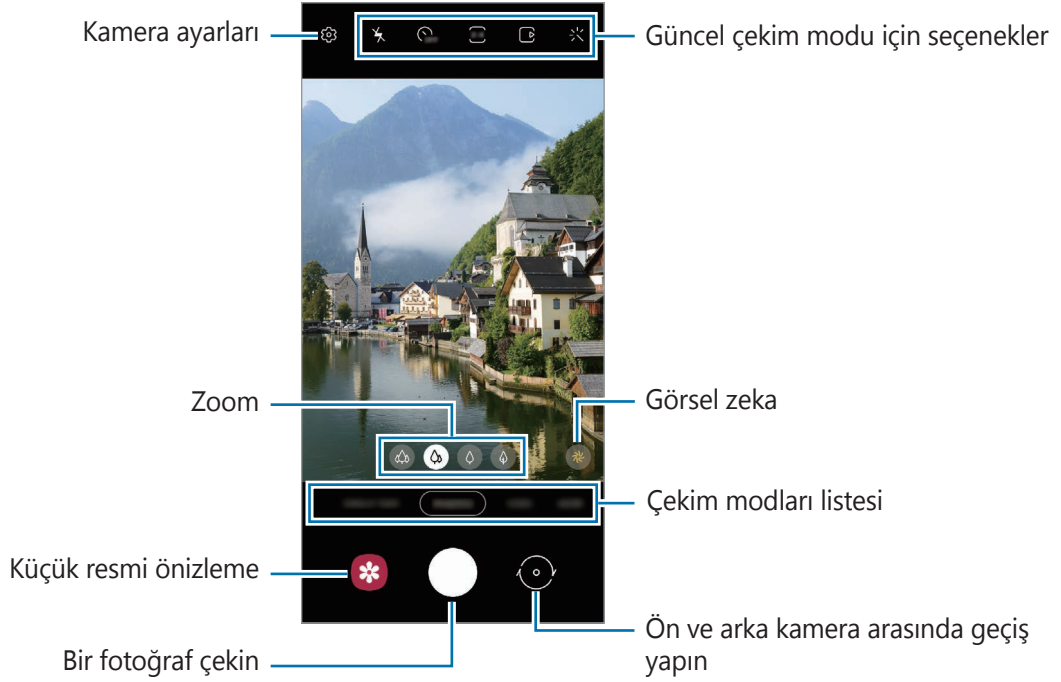 Kamera ayarları
Güncel çekim modu için seçenekler
Zoom
Görsel zeka
Çekim modları listesi
Küçük resmi önizleme
Bir fotoğraf çekin
Ön ve arka kamera arasında geçiş
yapın